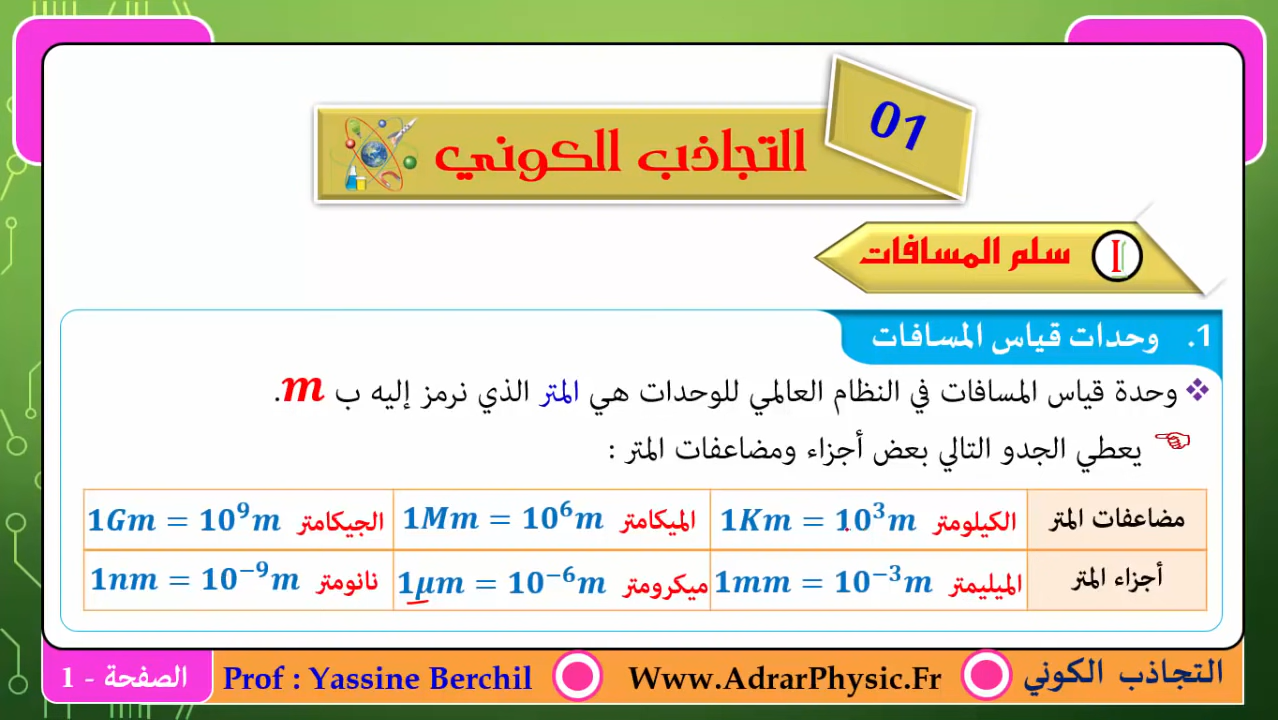 01
التجاذب الكوني
I سلم المسافات
1. وحدات قياس المسافات
وحدة قياس المسافات في النظام العالمي للوحدات هي المتر الذي نرمز إليه ب m.
يعطي الجدو التالي بعض أجزاء ومضاعفات المتر :
مضاعفات المتر الكيلومتر 1Km = 10³m الميكامتر 1Mm = 10⁶m الجيكامتر 1Gm = 10⁹m
أجزاء المتر الميليمتر 1mm = 10⁻³m ميكرومتر 1μm = 10⁻⁶m نانومتر 1nm = 10⁻⁹m
التجاذب الكوني Www.AdrarPhysic.Fr Prof : Yassine Berchil الصفحة - 1